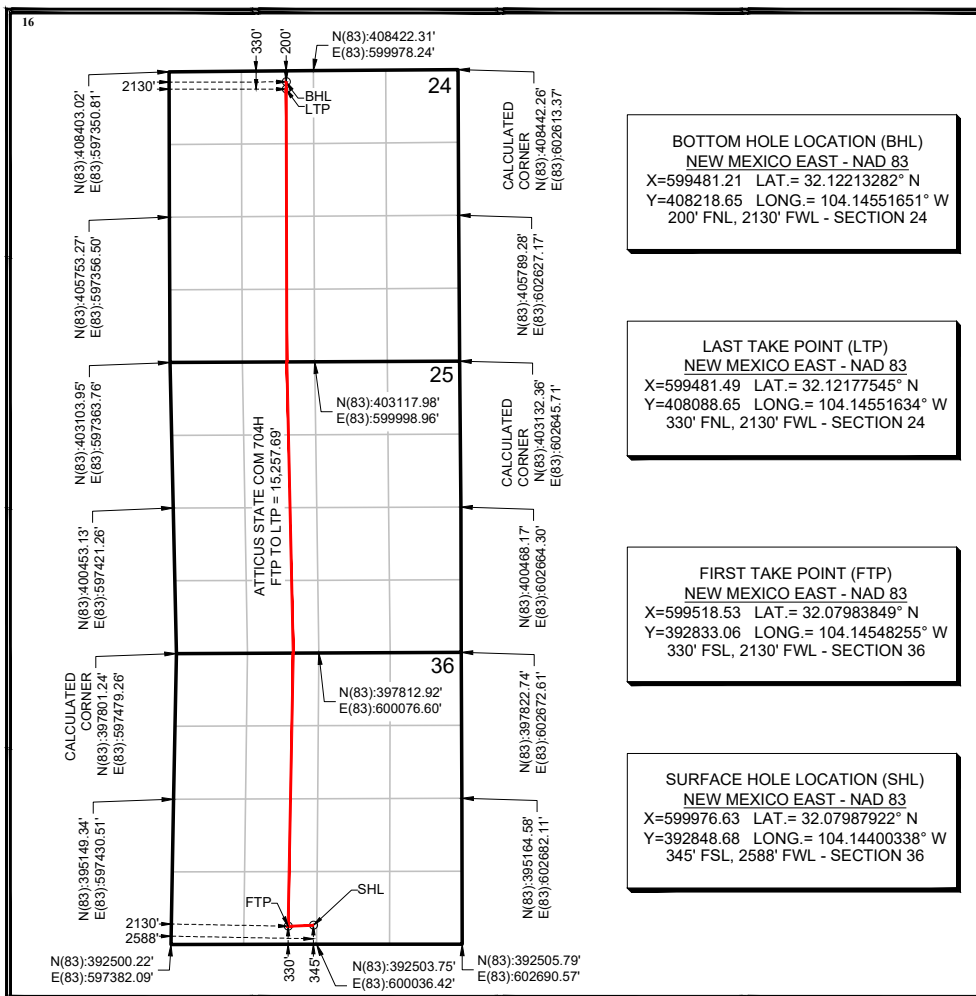 16
330'
200'
N(83):408422.31'
E(83):599978.24'
2130'
24
BHL
LTP
N(83):408403.02'
E(83):597350.81'
CALCULATED
CORNER
N(83):408442.26'
E(83):602613.37'
N(83):405753.27'
E(83):597356.50'
N(83):405789.28'
E(83):602627.17'
25
N(83):403117.98'
E(83):599998.96'
N(83):403103.95'
E(83):597363.76'
CALCULATED
CORNER
N(83):403132.36'
E(83):602645.71'
ATTICUS STATE COM 704H
FTP TO LTP = 15,257.69'
N(83):400453.13'
E(83):597421.26'
N(83):400468.17'
E(83):602664.30'
36
N(83):397812.92'
E(83):600076.60'
CALCULATED
CORNER
N(83):397801.24'
E(83):597479.26'
N(83):397822.74'
E(83):602672.61'
N(83):395149.34'
E(83):597430.51'
N(83):395164.58'
E(83):602682.11'
FTP
SHL
2130'
2588'
330'
345'
N(83):392500.22'
E(83):597382.09'
N(83):392503.75'
E(83):600036.42'
N(83):392505.79'
E(83):602690.57'
BOTTOM HOLE LOCATION (BHL)
NEW MEXICO EAST - NAD 83
X=599481.21 LAT.= 32.12213282° N
Y=408218.65 LONG.= 104.14551651° W
200' FNL, 2130' FWL - SECTION 24
LAST TAKE POINT (LTP)
NEW MEXICO EAST - NAD 83
X=599481.49 LAT.= 32.12177545° N
Y=408088.65 LONG.= 104.14551634° W
330' FNL, 2130' FWL - SECTION 24
FIRST TAKE POINT (FTP)
NEW MEXICO EAST - NAD 83
X=599518.53 LAT.= 32.07983849° N
Y=392833.06 LONG.= 104.14548255° W
330' FSL, 2130' FWL - SECTION 36
SURFACE HOLE LOCATION (SHL)
NEW MEXICO EAST - NAD 83
X=599976.63 LAT.= 32.07987922° N
Y=392848.68 LONG.= 104.14400338° W
345' FSL, 2588' FWL - SECTION 36